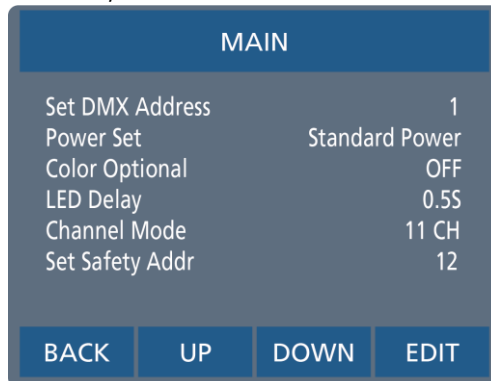 MAIN
Set DMX Address 1
Power Set Standard Power
Color Optional OFF
LED Delay 0.5S
Channel Mode 11 CH
Set Safety Addr 12
BACK UP DOWN EDIT